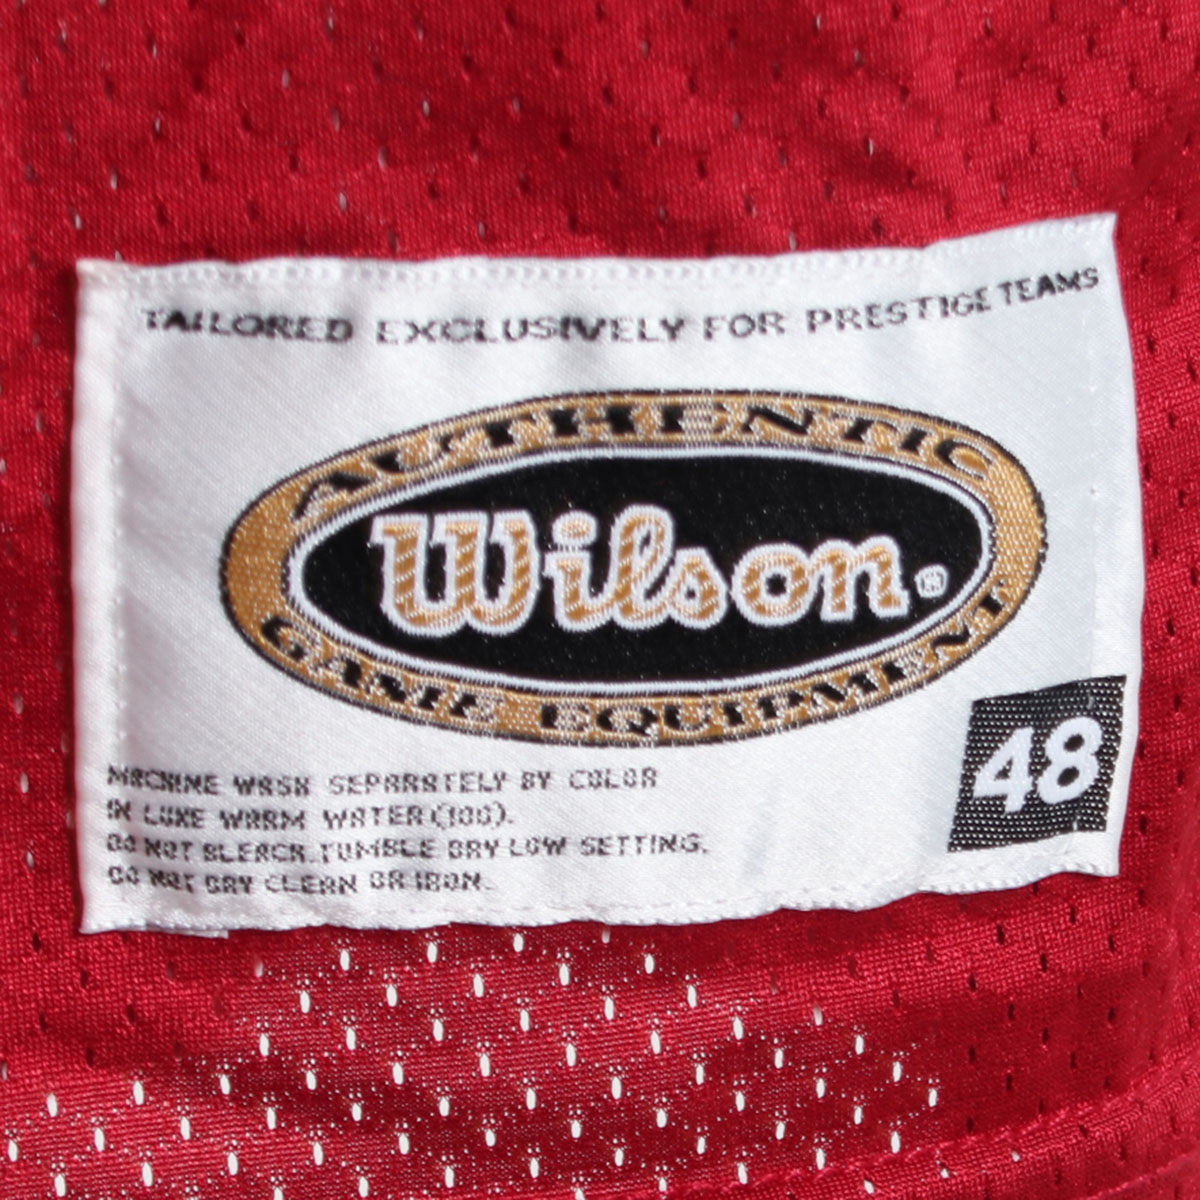 TAILORED EXCLUSIVELY FOR PRESTIGE TEAMS
AUTHENTIC
Wilson®
GAME EQUIPMENT
48
MACHINE WASH SEPARATELY BY COLOR
IN LUKE WARM WATER (100).
DO NOT BLEACH. TUMBLE DRY LOW SETTING.
DO NOT DRY CLEAN OR IRON.